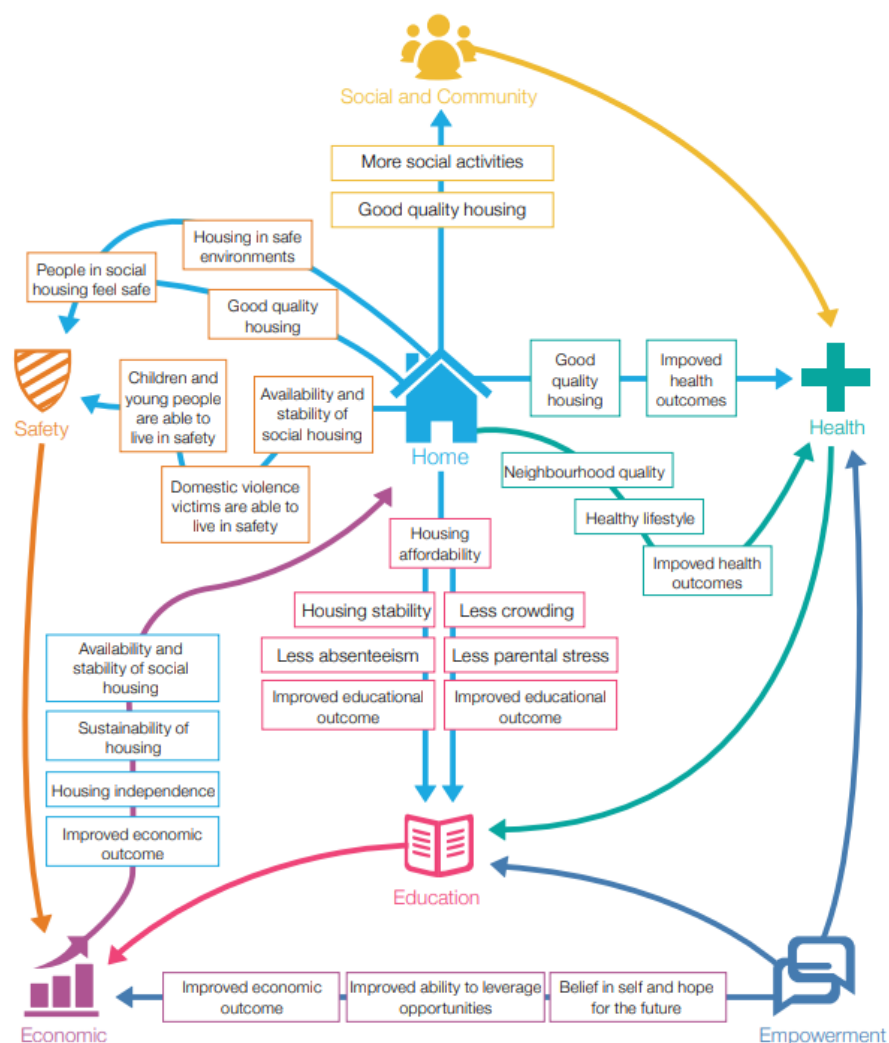 Social and Community
More social activities
Good quality housing
Housing in safe
environments
People in social
housing feel safe
Good quality
housing
Good
quality
housing
Impoved
health
outcomes
Children and
young people
are able to
live in safety
Availability and
stability of
social housing
Safety
Home
Health
Domestic violence
victims are able to
live in safety
Neighbourhood quality
Healthy lifestyle
Impoved health
outcomes
Housing
affordability
Housing stability
Less crowding
Less absenteeism
Less parental stress
Improved educational
outcome
Improved educational
outcome
Availability and
stability of social
housing
Sustainability of
housing
Housing independence
Improved economic
outcome
Education
Improved economic
outcome
Improved ability to leverage
opportunities
Belief in self and hope
for the future
Economic
Empowerment